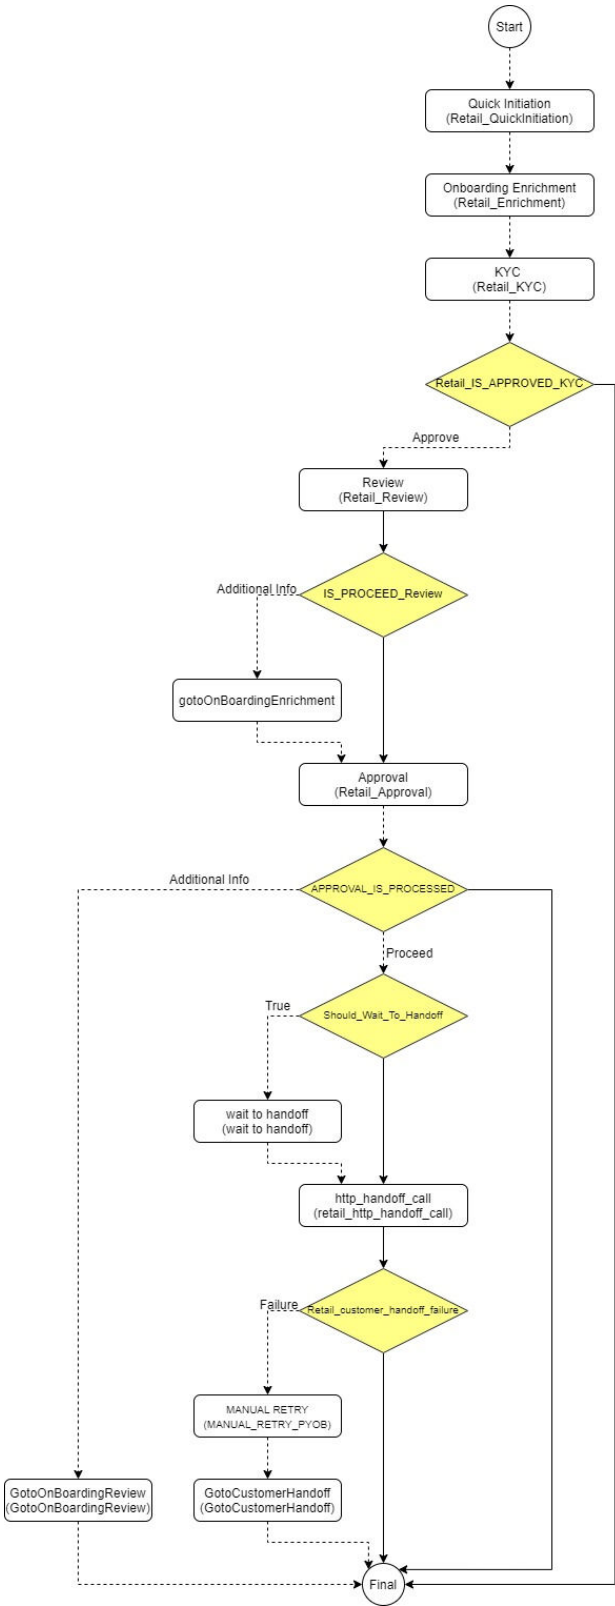 Start
Quick Initiation
(Retail_QuickInitiation)
Onboarding Enrichment
(Retail_Enrichment)
KYC
(Retail_KYC)
Retail_IS_APPROVED_KYC
Approve
Review
(Retail_Review)
Additional Info
IS_PROCEED_Review
gotoOnBoardingEnrichment
Approval
(Retail_Approval)
Additional Info
APPROVAL_IS_PROCESSED
Proceed
True
Should_Wait_To_Handoff
wait to handoff
(wait to handoff)
http_handoff_call
(retail_http_handoff_call)
Failure
Retail_customer_handoff_failure
MANUAL RETRY
(MANUAL_RETRY_PYOB)
GotoOnBoardingReview
(GotoOnBoardingReview)
GotoCustomerHandoff
(GotoCustomerHandoff)
Final